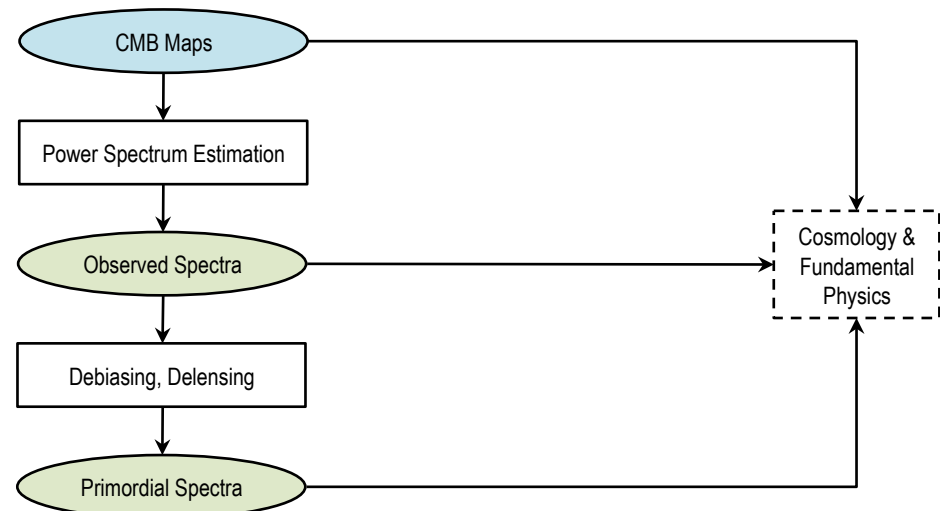 CMB Maps
Power Spectrum Estimation
Observed Spectra
Cosmology &
Fundamental
Physics
Debiasing, Delensing
Primordial Spectra